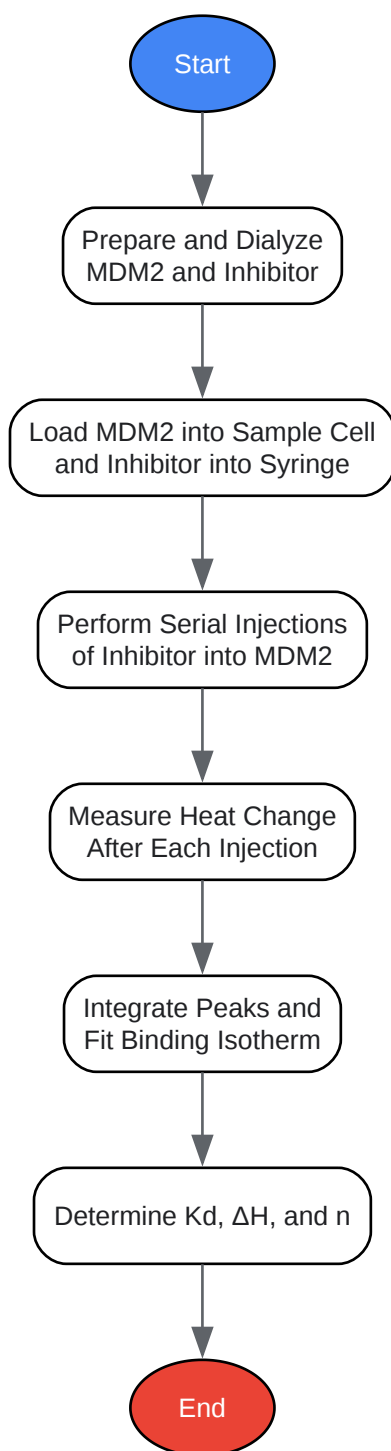 Start
Prepare and Dialyze
MDM2 and Inhibitor
Load MDM2 into Sample Cell
and Inhibitor into Syringe
Perform Serial Injections
of Inhibitor into MDM2
Measure Heat Change
After Each Injection
Integrate Peaks and
Fit Binding Isotherm
Determine Kd, ΔH, and n
End